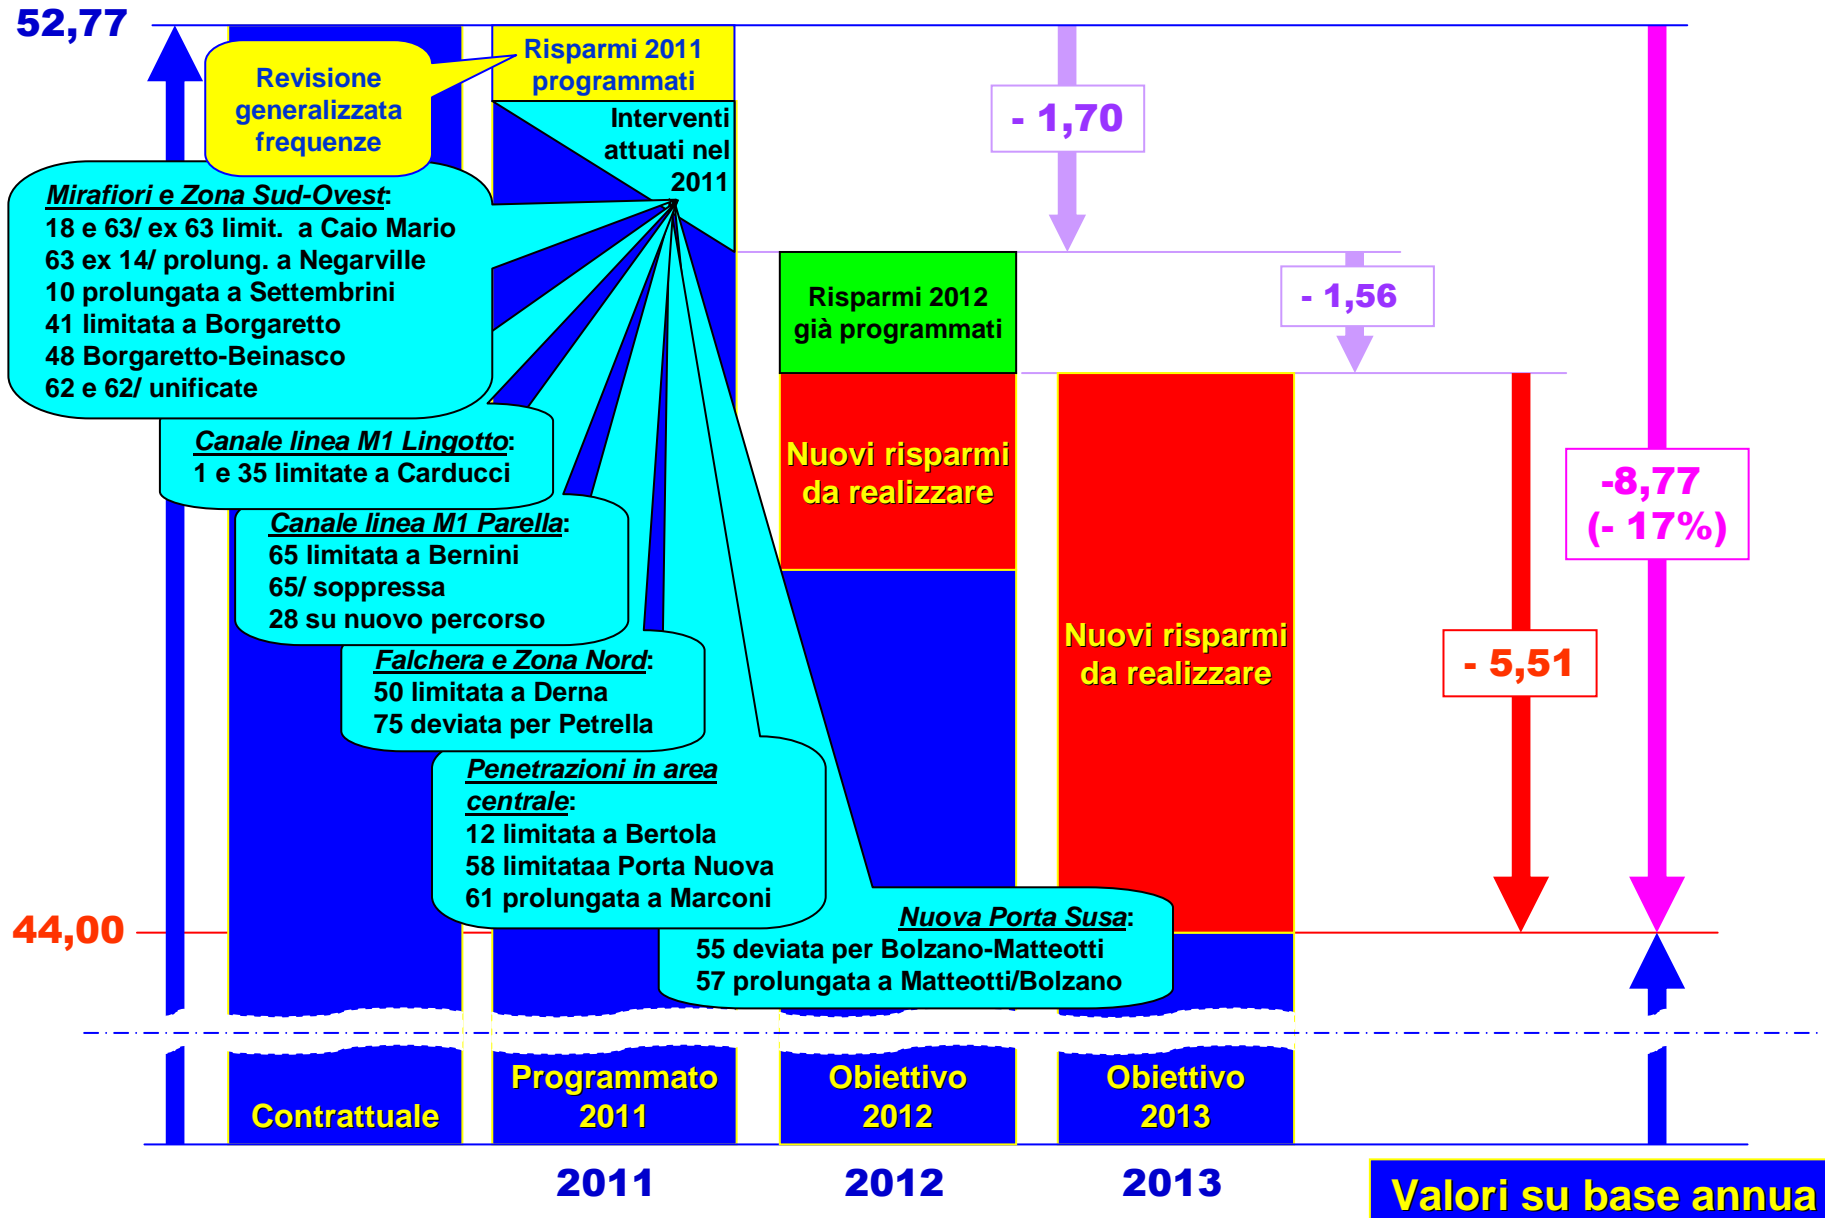 52,77
Revisione
generalizzata
frequenze
Risparmi 2011
programmati
Interventi
attuati nel
2011
Mirafiori e Zona Sud-Ovest:
18 e 63/ ex 63 limit. a Caio Mario
63 ex 14/ prolung. a Negarville
10 prolungata a Settembrini
41 limitata a Borgaretto
48 Borgaretto-Beinasco
62 e 62/ unificate
Canale linea M1 Lingotto:
1 e 35 limitate a Carducci
Canale linea M1 Parella:
65 limitata a Bernini
65/ soppressa
28 su nuovo percorso
Falchera e Zona Nord:
50 limitata a Derna
75 deviata per Petrella
Penetrazioni in area
centrale:
12 limitata a Bertola
58 limitataa Porta Nuova
61 prolungata a Marconi
Nuova Porta Susa:
55 deviata per Bolzano-Matteotti
57 prolungata a Matteotti/Bolzano
Risparmi 2012
già programmati
Nuovi risparmi
da realizzare
Nuovi risparmi
da realizzare
- 1,70
- 1,56
- 5,51
-8,77
(- 17%)
44,00
Contrattuale
Programmato
2011
Obiettivo
2012
Obiettivo
2013
2011
2012
2013
Valori su base annua